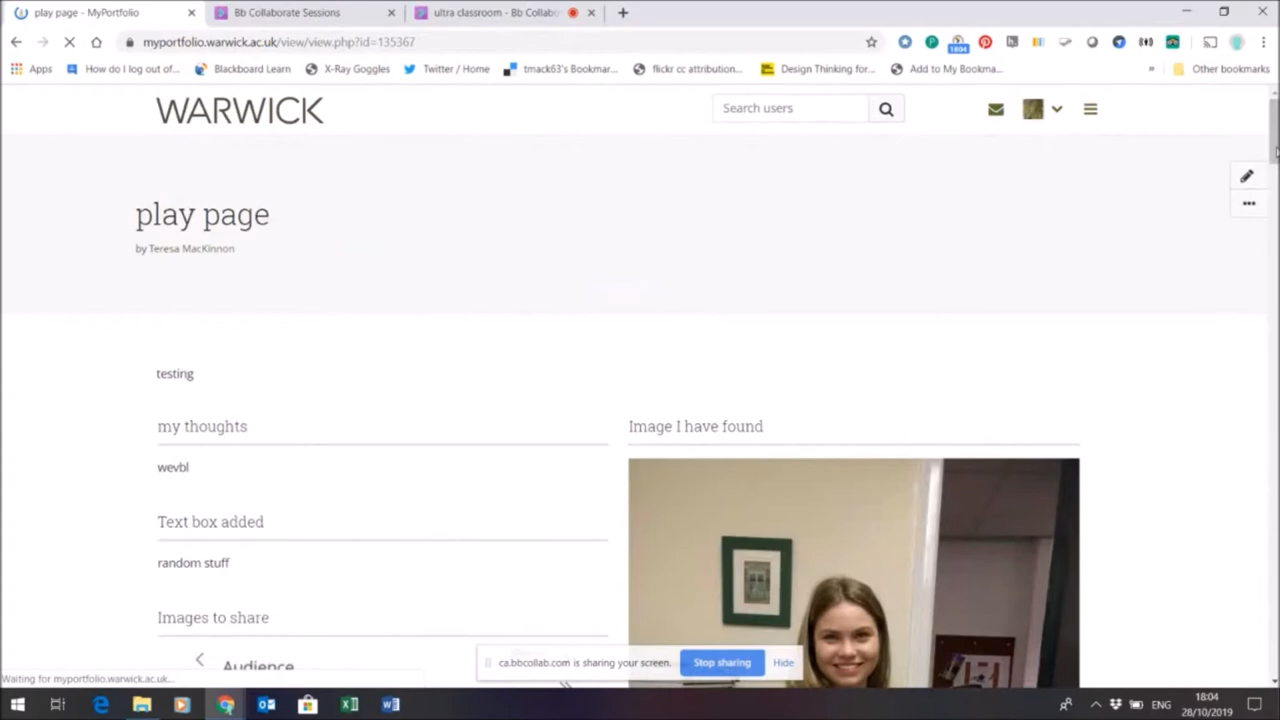 play page - MyPortfolio
Bb Collaborate Sessions
ultra classroom - Bb Collabo
myportfolio.warwick.ac.uk/view/view.php?id=135367
1804
Apps
How do I log out of...
Blackboard Learn
X-Ray Goggles
Twitter / Home
tmack63's Bookmar...
flickr cc attribution...
Design Thinking for...
Add to My Bookma...
»
Other bookmarks
WARWICK
Search users
play page
by Teresa MacKinnon
testing
my thoughts
Image I have found
wevbl
Text box added
random stuff
Images to share
Audience
ca.bbcollab.com is sharing your screen.
Stop sharing
Hide
Waiting for myportfolio.warwick.ac.uk...
ENG
18:04
28/10/2019